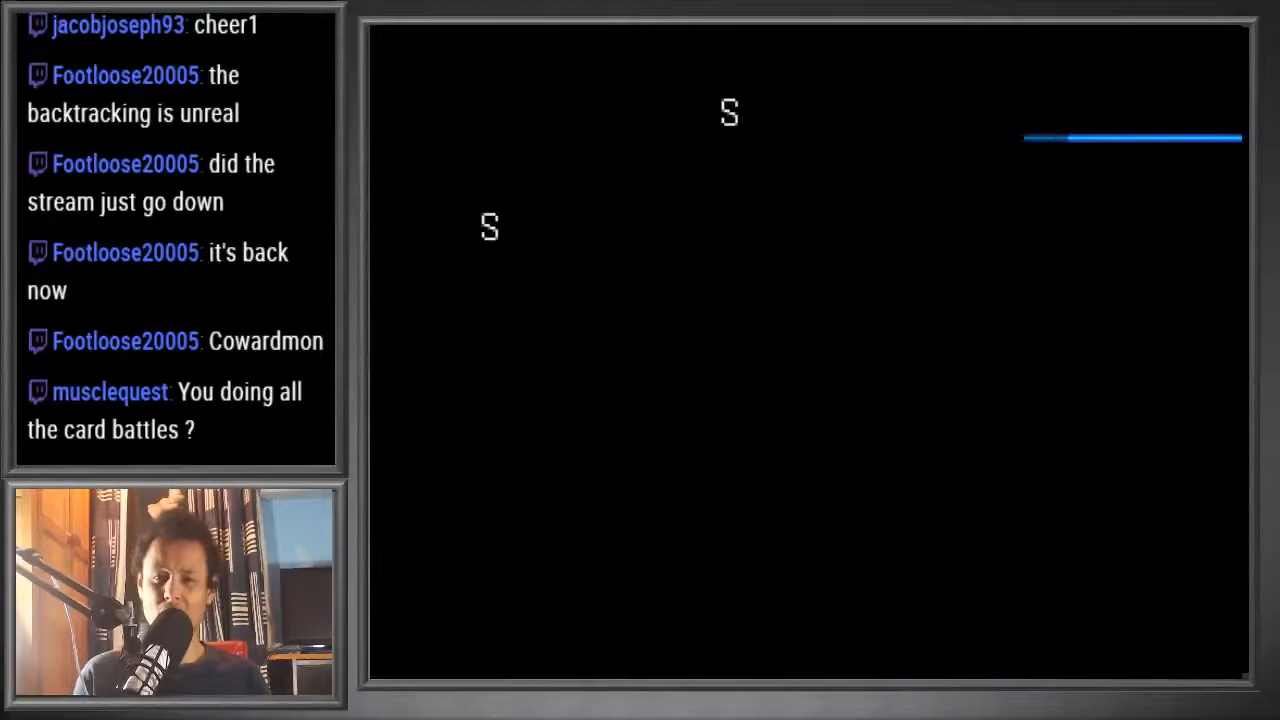 jacobjoseph93: cheer1
Footloose20005: the
backtracking is unreal
Footloose20005: did the
stream just go down
Footloose20005: it's back
now
Footloose20005: Cowardmon
musclequest: You doing all
the card battles ?
S
S